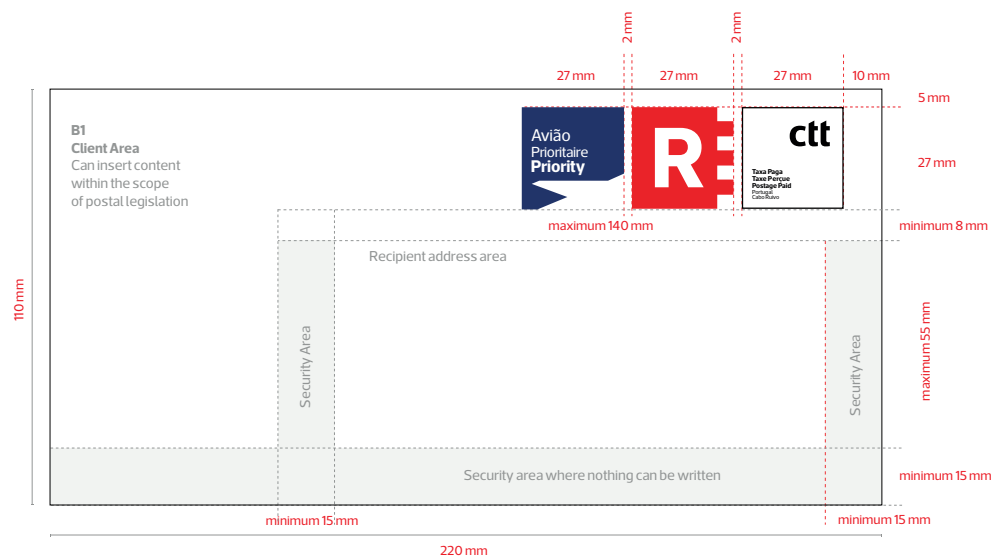 2 mm
2 mm
27 mm
27 mm
27 mm
10 mm
5 mm
B1
Client Area
Can insert content
within the scope
of postal legislation
Avião
Prioritaire
Priority
R
ctt
Taxa Paga
Taxe Perçue
Postage Paid
Portugal
Cabo Ruivo
27 mm
maximum 140 mm
minimum 8 mm
Recipient address area
110 mm
Security Area
Security Area
maximum 55 mm
Security area where nothing can be written
minimum 15 mm
minimum 15 mm
minimum 15 mm
220 mm